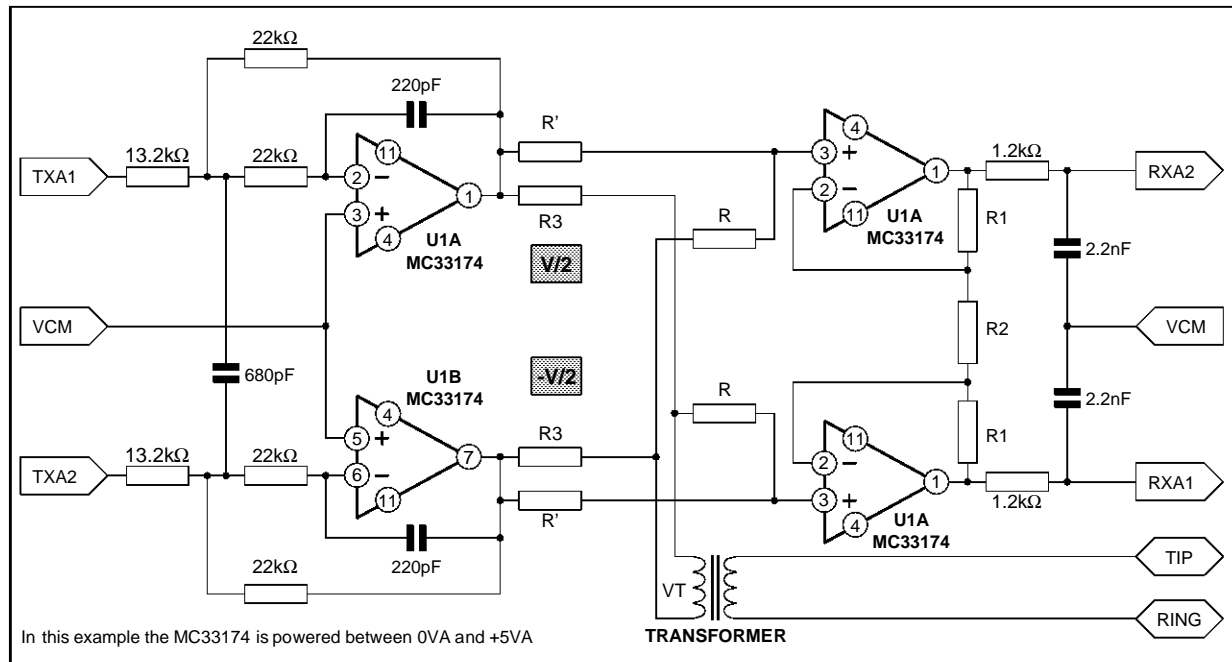 22kΩ
220pF
R'
13.2kΩ
22kΩ
1.2kΩ
TXA1
11
2
−
3
+
4
1
R3
U1A
MC33174
V/2
R
4
3
+
2
−
11
1
U1A
MC33174
R1
RXA2
2.2nF
VCM
R2
VCM
680pF
U1B
MC33174
-V/2
R
2.2nF
R1
13.2kΩ
22kΩ
TXA2
4
5
+
6
−
11
7
R3
R'
11
2
−
3
+
4
1
U1A
MC33174
1.2kΩ
RXA1
220pF
22kΩ
VT
TRANSFORMER
TIP
RING
In this example the MC33174 is powered between 0VA and +5VA